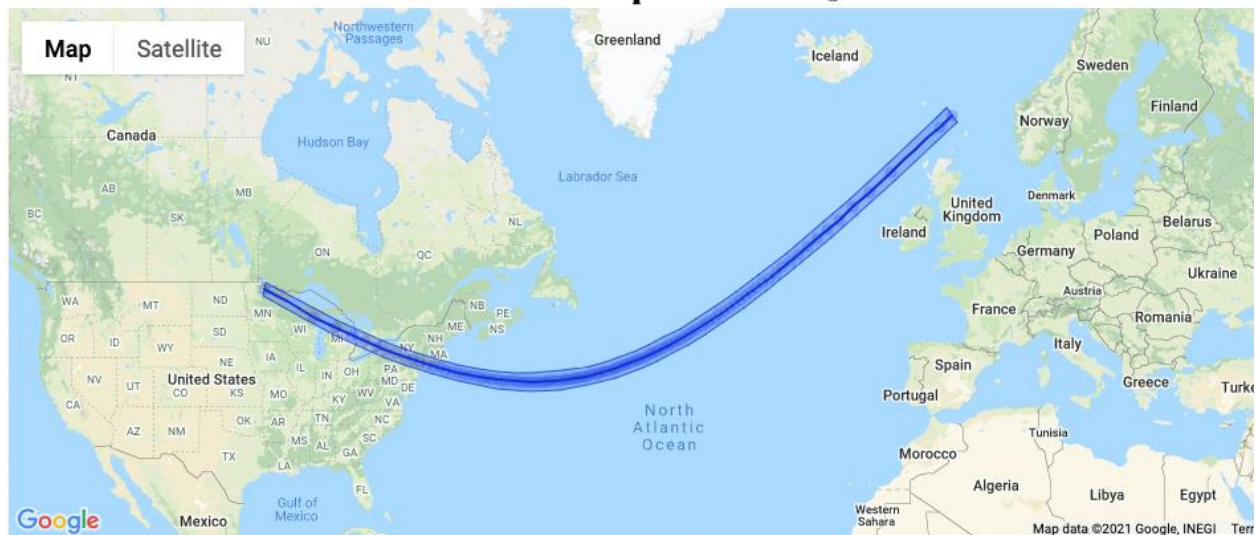 Map
Satellite
NU
Northwestern
Passages
Greenland
Iceland
Sweden
Finland
Norway
NT
Canada
Hudson Bay
Labrador Sea
AB
MB
BC
SK
NL
Denmark
United
Kingdom
Ireland
Belarus
Poland
Germany
ON
QC
Ukraine
Austria
NB
PE
NS
ME
WA
MT
ND
MN
France
Romania
OR
ID
SD
WI
MI
NH
MA
NY
WY
IA
Italy
NE
PA
MD
DE
Spain
Portugal
Greece
Turke
NV
UT
United States
CO
KS
IL
IN
OH
MO
KY
WV
VA
CA
AZ
NM
OK
AR
TN
NC
SC
MS
AL
GA
TX
LA
FL
North
Atlantic
Ocean
Tunisia
Morocco
Algeria
Libya
Egypt
Gulf of
Mexico
Mexico
Western
Sahara
Google
Map data ©2021 Google, INEGI
Terr